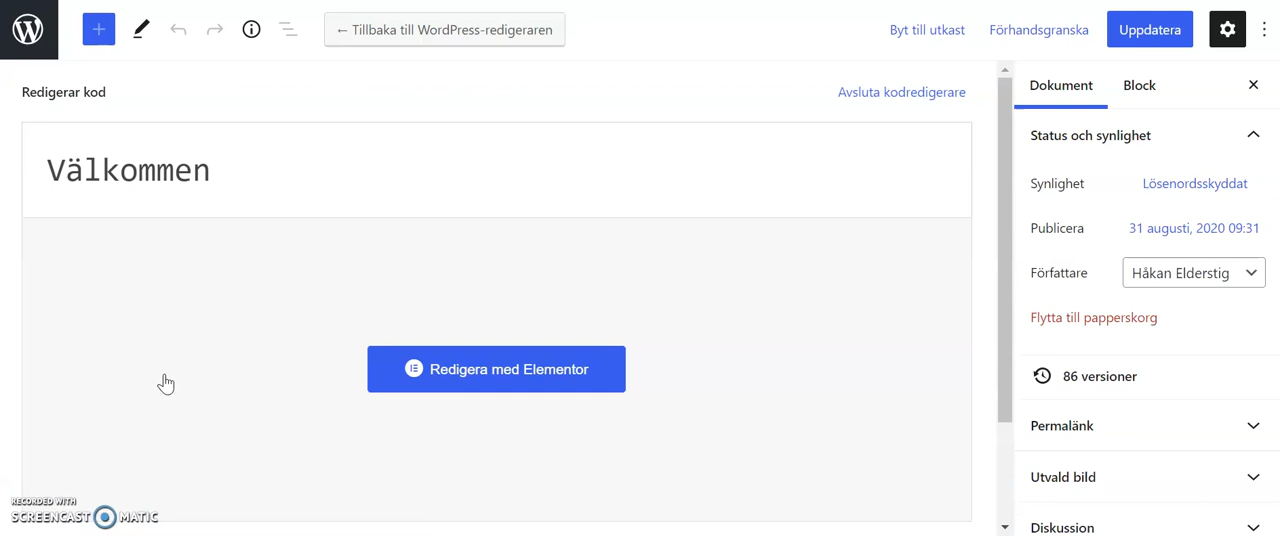 ← Tillbaka till WordPress-redigeraren
Byt till utkast
Förhandsgranska
Uppdatera
Redigerar kod
Avsluta kodredigerare
Välkommen
Redigera med Elementor
Dokument
Block
Status och synlighet
Synlighet
Lösenordsskyddat
Publicera
31 augusti, 2020 09:31
Författare
Håkan Elderstig
Flytta till papperskorg
86 versioner
Permalänk
Utvald bild
Diskussion
RECORDED WITH
SCREENCAST MATIC